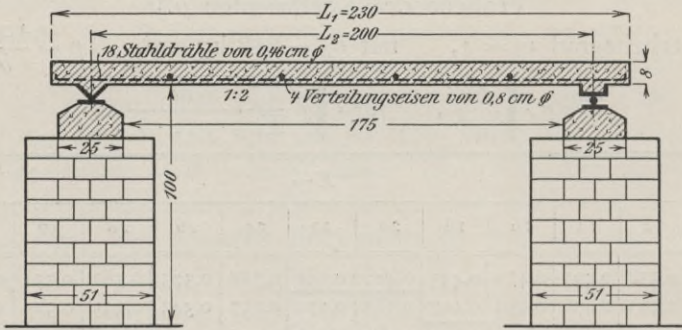 L₁=230
L₂=200
18 Stahldrähte von 0,46 cm ϕ
8
1:2
4 Verteilungseisen von 0,8 cm ϕ
175
25
25
100
51
51